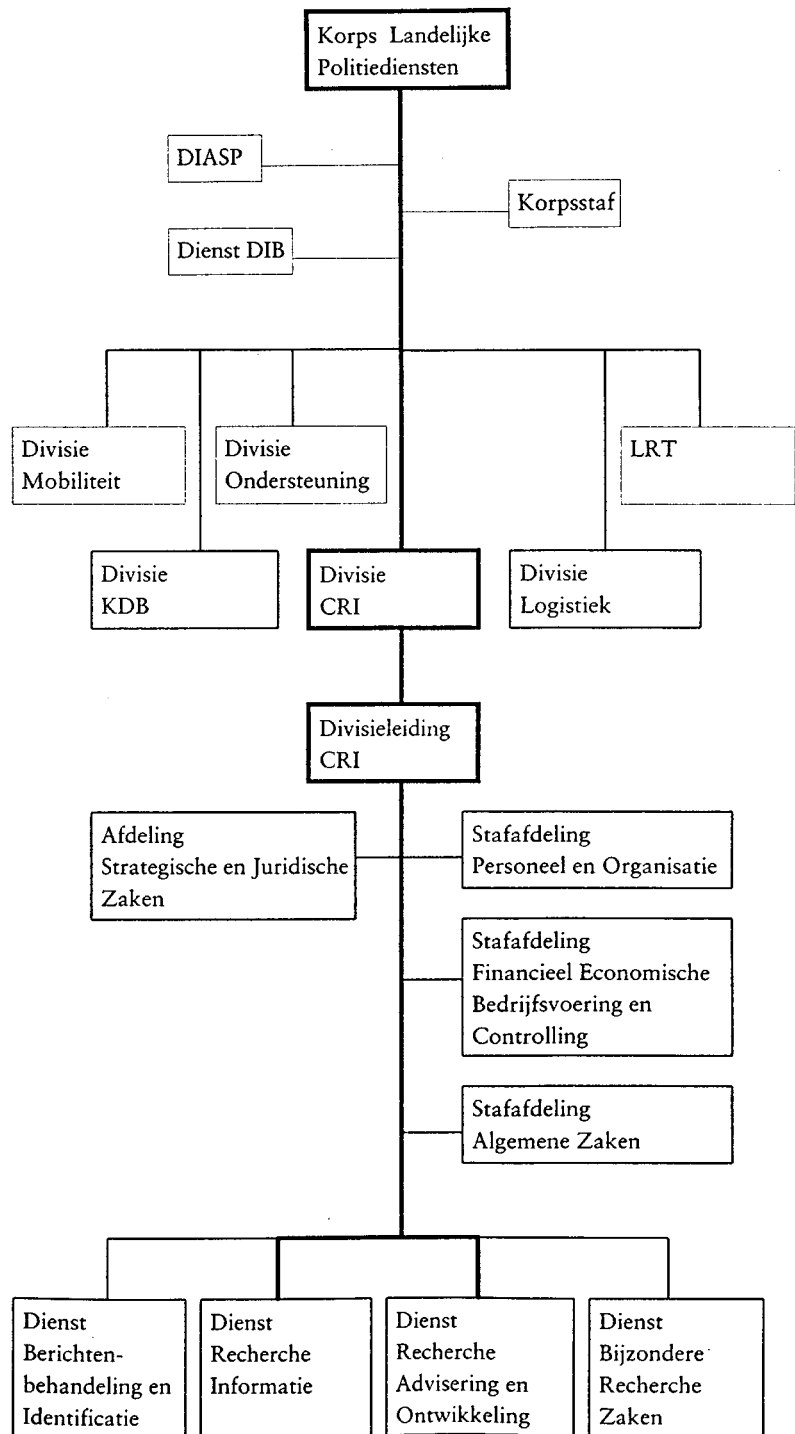 Korps Landelijke
Politiediensten
DIASP
Korpsstaf
Dienst DIB
Divisie
Mobiliteit
Divisie
Ondersteuning
LRT
Divisie
KDB
Divisie
CRI
Divisie
Logistiek
Divisieleiding
CRI
Afdeling
Strategische en Juridische
Zaken
Stafafdeling
Personeel en Organisatie
Stafafdeling
Financieel Economische
Bedrijfsvoering en
Controlling
Stafafdeling
Algemene Zaken
Dienst
Berichten-
behandeling en
Identificatie
Dienst
Recherche
Informatie
Dienst
Recherche
Advisering en
Ontwikkeling
Dienst
Bijzondere
Recherche
Zaken